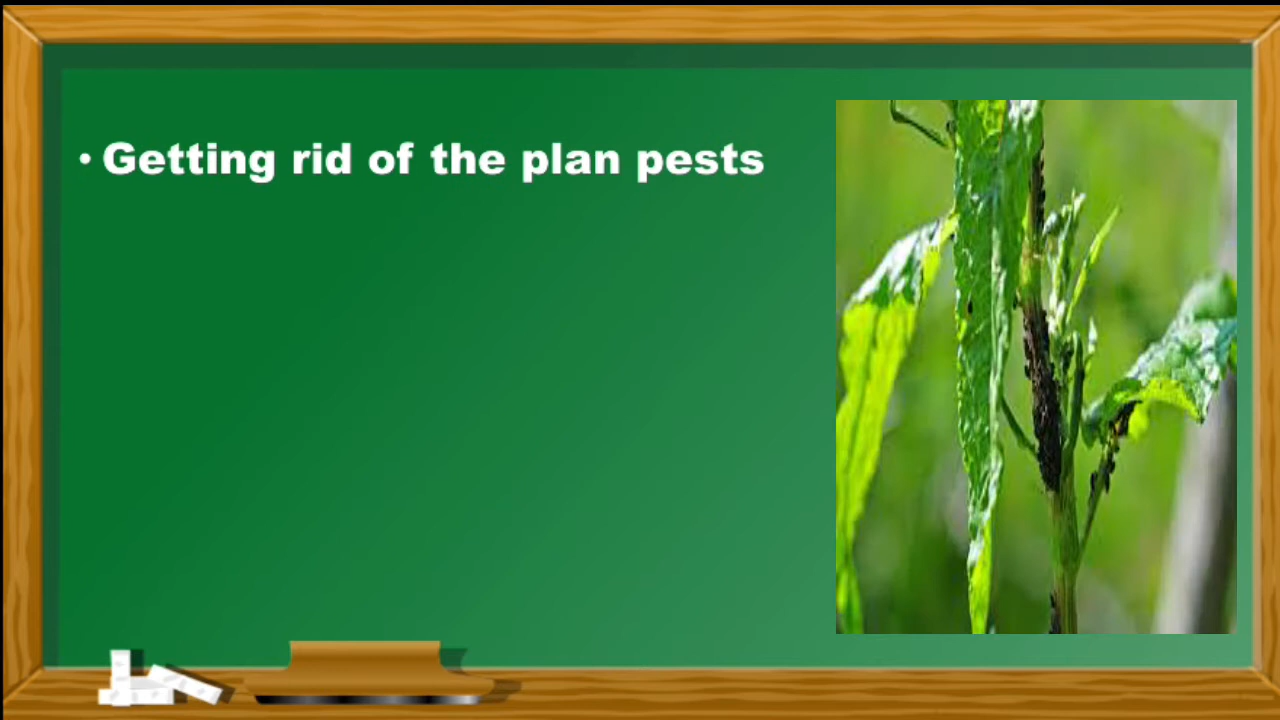 • Getting rid of the plan pests